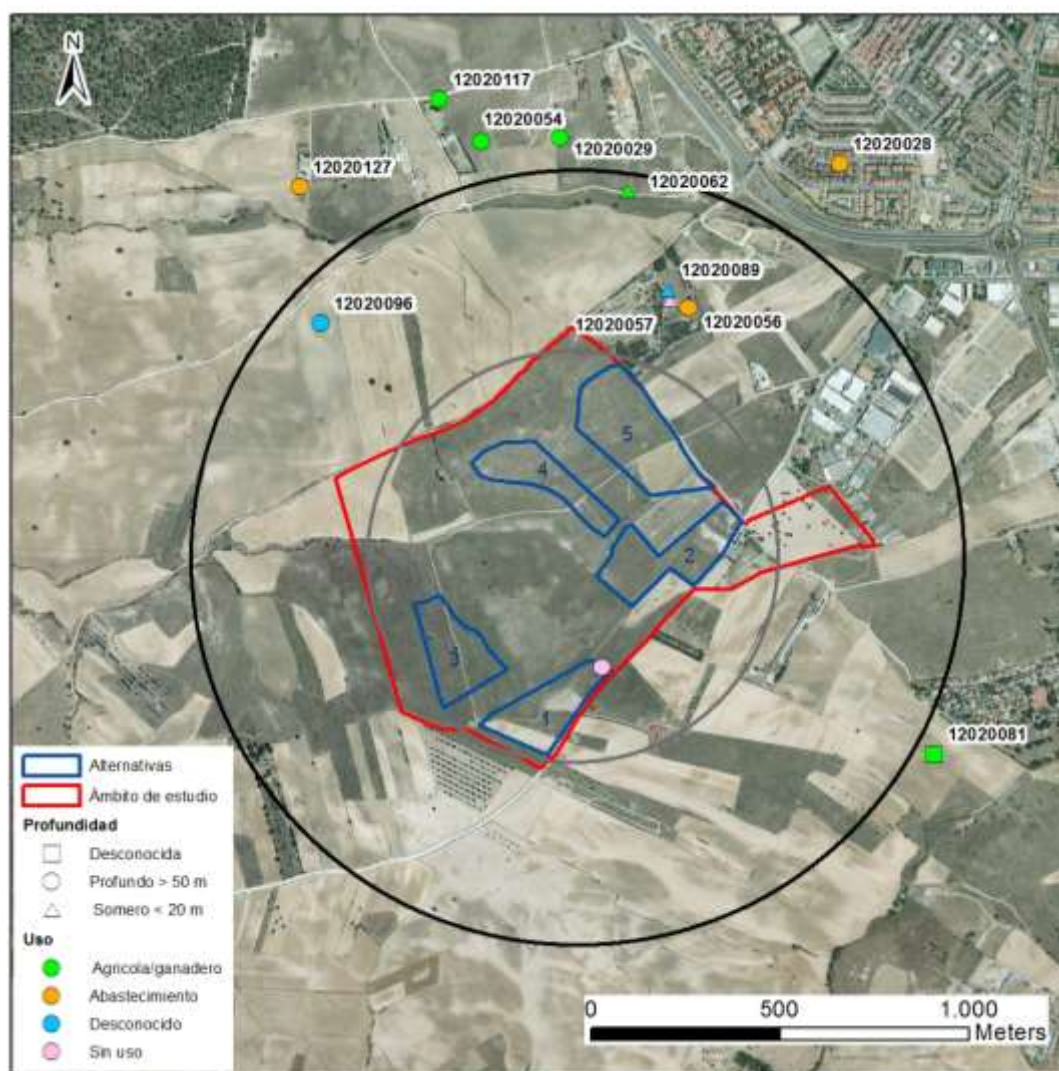 N
12020117
12020054
12020029
12020028
12020127
12020062
12020089
12020096
12020057
12020056
5
4
2
3
1
12020081
Alternativas
Ámbito de estudio
Profundidad
Desconocida
Profundo > 50 m
Somero < 20 m
Uso
Agrícola/ganadero
Abastecimiento
Desconocido
Sin uso
0 500 1.000
Meters